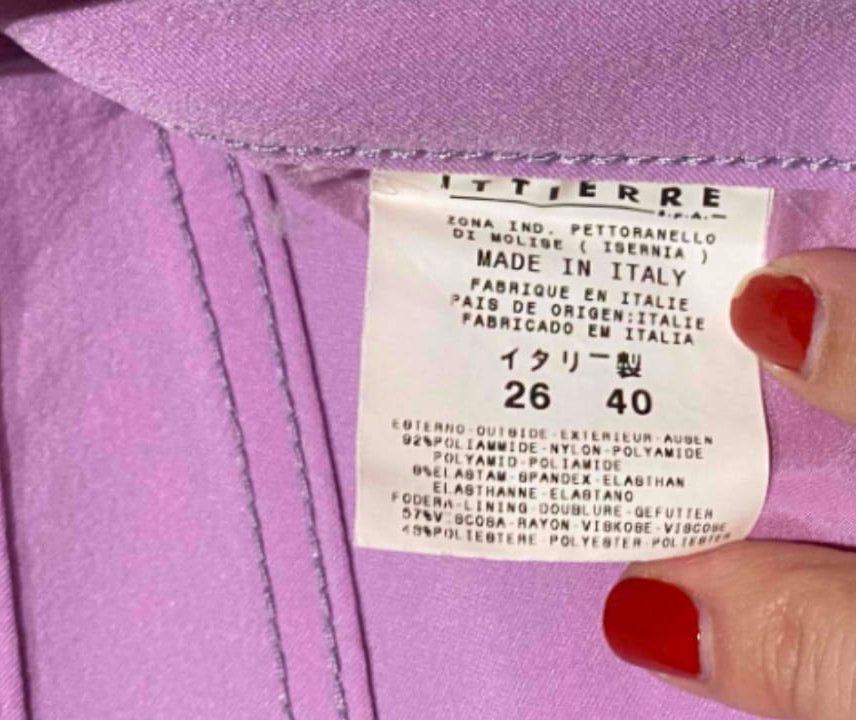 ITTIERRE
S.P.A.
ZONA IND. PETTORANELLO
DI MOLISE ( ISERNIA )
MADE IN ITALY
FABRIQUE EN ITALIE
PAIS DE ORIGEN:ITALIE
FABRICADO EM ITALIA
イタリー製
26 40
ESTERNO-OUTSIDE-EXTERIEUR-AUSEN
92%POLIAMMIDE-NYLON-POLYAMIDE
POLYAMID-POLIAMIDE
8%ELASTAM-SPANDEX-ELASTHAN
ELASTHANNE-ELASTANO
FODERA-LINING-DOUBLURE-GEFUTTER
57%VISCOSA-RAYON-VISKOSE-VISCOSE
43%POLIESTERE-POLYESTER-POLIESTER